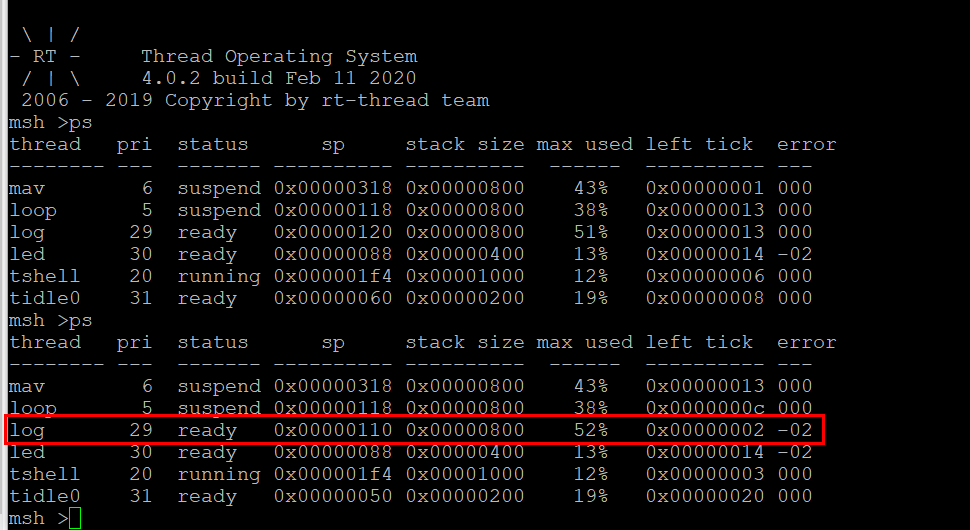 \ | /
- RT -     Thread Operating System
/ | \     4.0.2 build Feb 11 2020
2006 - 2019 Copyright by rt-thread team
msh >ps
thread   pri  status      sp     stack size max used left tick  error
-------- ---  ------- ---------- ----------  ------  ---------- ---
mav        6  suspend 0x00000318 0x00000800    43%   0x00000001 000
loop       5  suspend 0x00000118 0x00000800    38%   0x00000013 000
log       29  ready   0x00000120 0x00000800    51%   0x00000013 000
led       30  ready   0x00000088 0x00000400    13%   0x00000014 -02
tshell    20  running 0x000001f4 0x00001000    12%   0x00000006 000
tidle0    31  ready   0x00000060 0x00000200    19%   0x00000008 000
msh >ps
thread   pri  status      sp     stack size max used left tick  error
-------- ---  ------- ---------- ----------  ------  ---------- ---
mav        6  suspend 0x00000318 0x00000800    43%   0x00000013 000
loop       5  suspend 0x00000118 0x00000800    38%   0x0000000c 000
log       29  ready   0x00000110 0x00000800    52%   0x00000002 -02
led       30  ready   0x00000088 0x00000400    13%   0x00000014 -02
tshell    20  running 0x000001f4 0x00001000    12%   0x00000003 000
tidle0    31  ready   0x00000050 0x00000200    19%   0x00000020 000
msh >